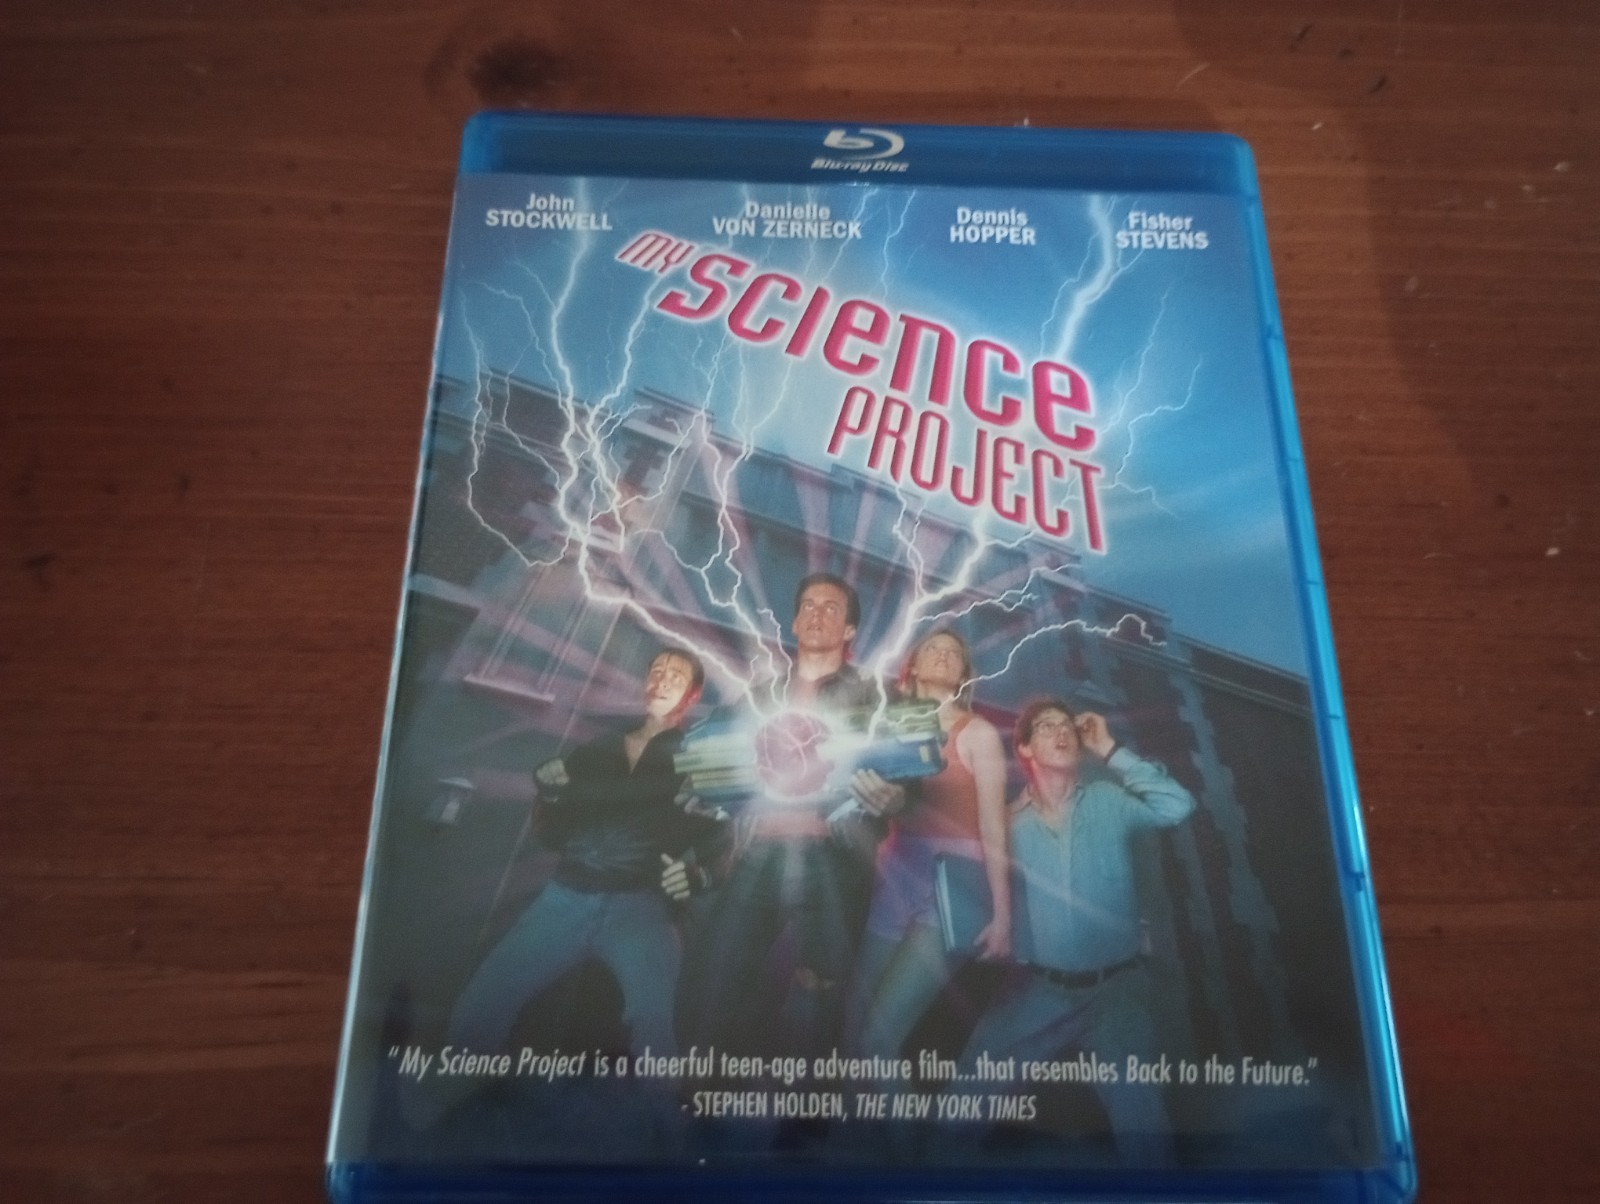 Blu-ray Disc
John STOCKWELL
Danielle VON ZERNECK
Dennis HOPPER
Fisher STEVENS
MY SCIENCE PROJECT
"My Science Project is a cheerful teen-age adventure film...that resembles Back to the Future."
- STEPHEN HOLDEN, THE NEW YORK TIMES